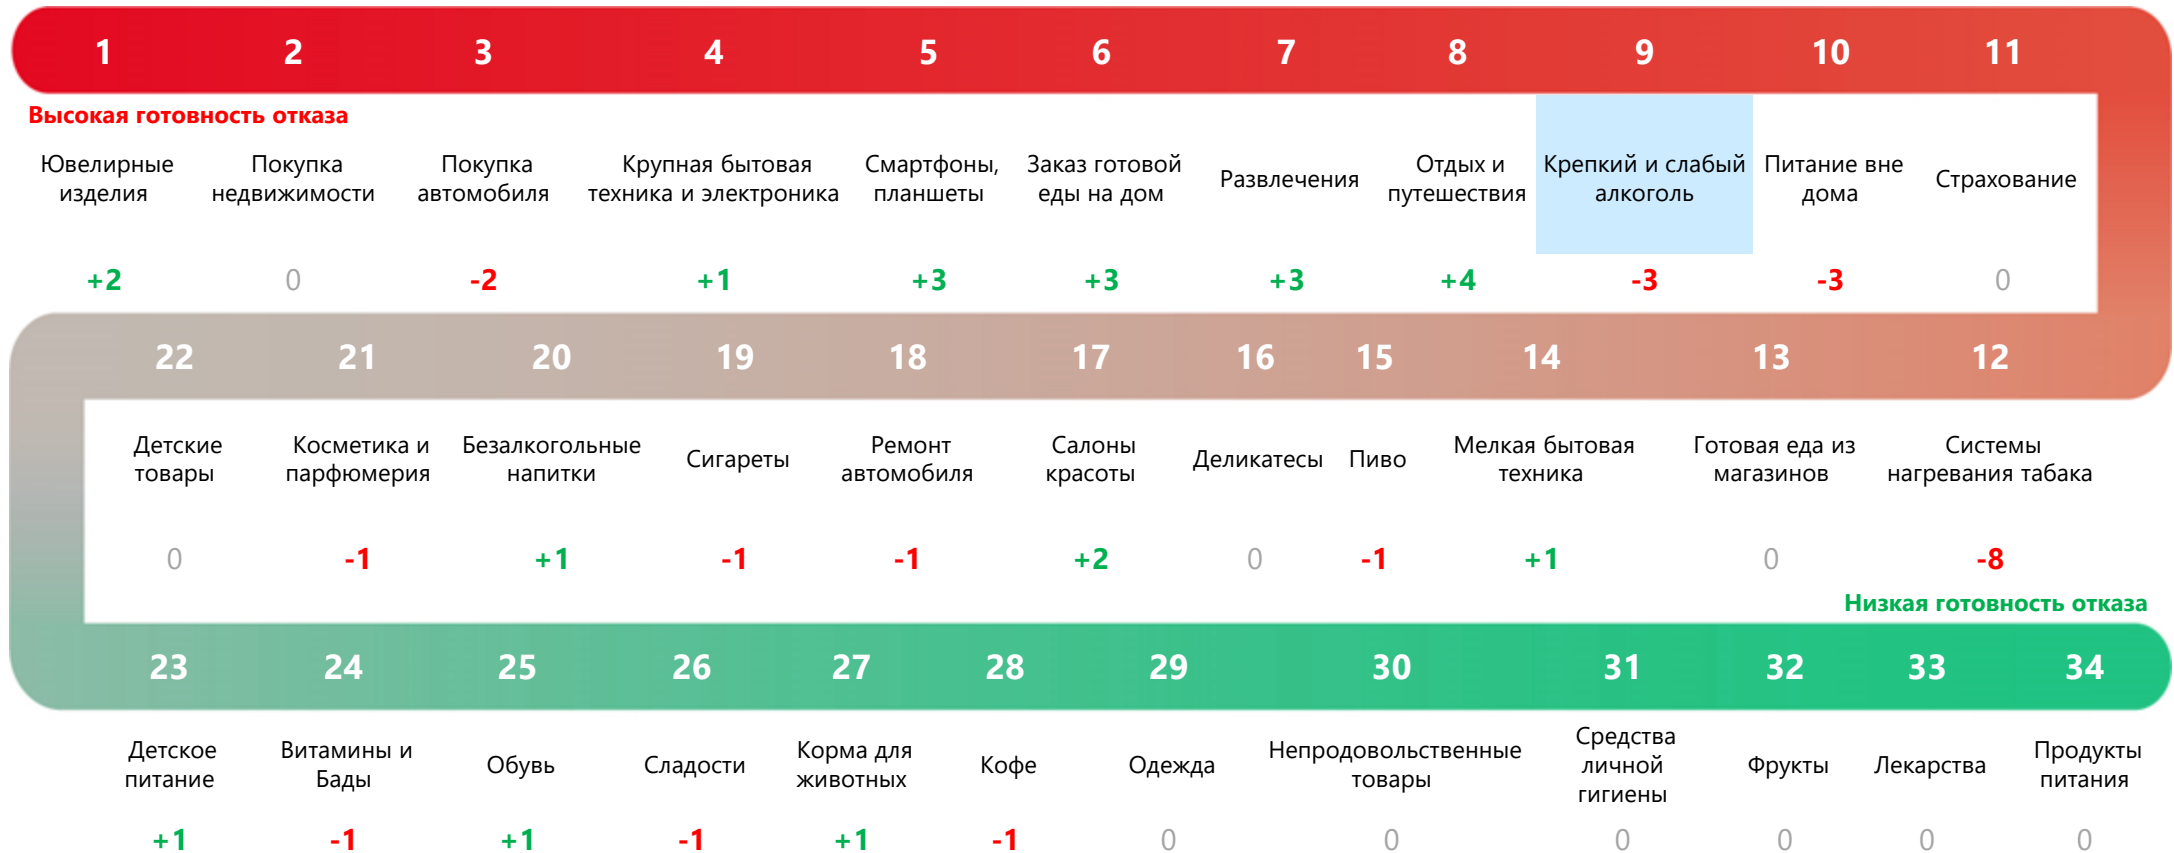 1 2 3 4 5 6 7 8 9 10 11
Высокая готовность отказа
Ювелирные изделия
Покупка недвижимости
Покупка автомобиля
Крупная бытовая техника и электроника
Смартфоны, планшеты
Заказ готовой еды на дом
Развлечения
Отдых и путешествия
Крепкий и слабый алкоголь
Питание вне дома
Страхование
+2 0 -2 +1 +3 +3 +3 +4 -3 -3 0
22 21 20 19 18 17 16 15 14 13 12
Детские товары
Косметика и парфюмерия
Безалкогольные напитки
Сигареты
Ремонт автомобиля
Салоны красоты
Деликатесы
Пиво
Мелкая бытовая техника
Готовая еда из магазинов
Системы нагревания табака
0 -1 +1 -1 -1 +2 0 -1 +1 0 -8
Низкая готовность отказа
23 24 25 26 27 28 29 30 31 32 33 34
Детское питание
Витамины и Бады
Обувь
Сладости
Корма для животных
Кофе
Одежда
Непродовольственные товары
Средства личной гигиены
Фрукты
Лекарства
Продукты питания
+1 -1 +1 -1 +1 -1 0 0 0 0 0 0